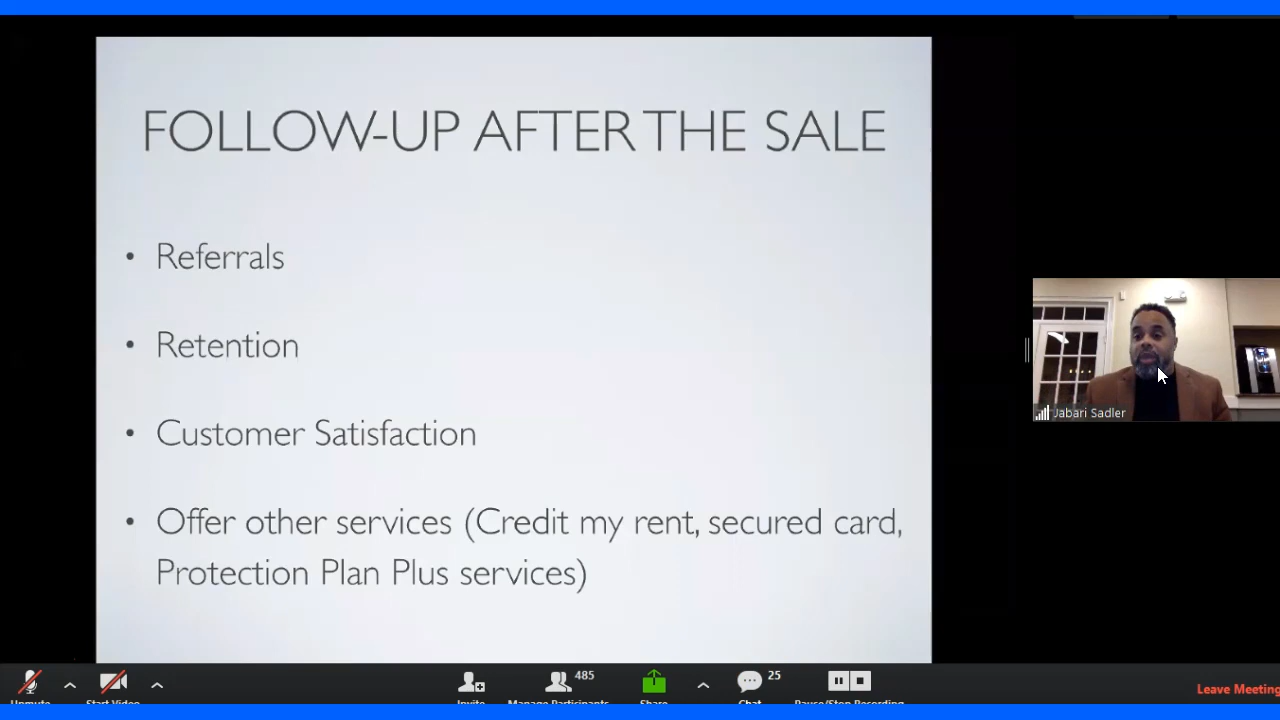 FOLLOW-UP AFTER THE SALE
• Referrals
• Retention
• Customer Satisfaction
• Offer other services (Credit my rent, secured card,
Protection Plan Plus services)
Jabari Sadler
485
25
Unmute
Start Video
Invite
Manage Participants
Share
Chat
Pause/Stop Recording
Leave Meeting